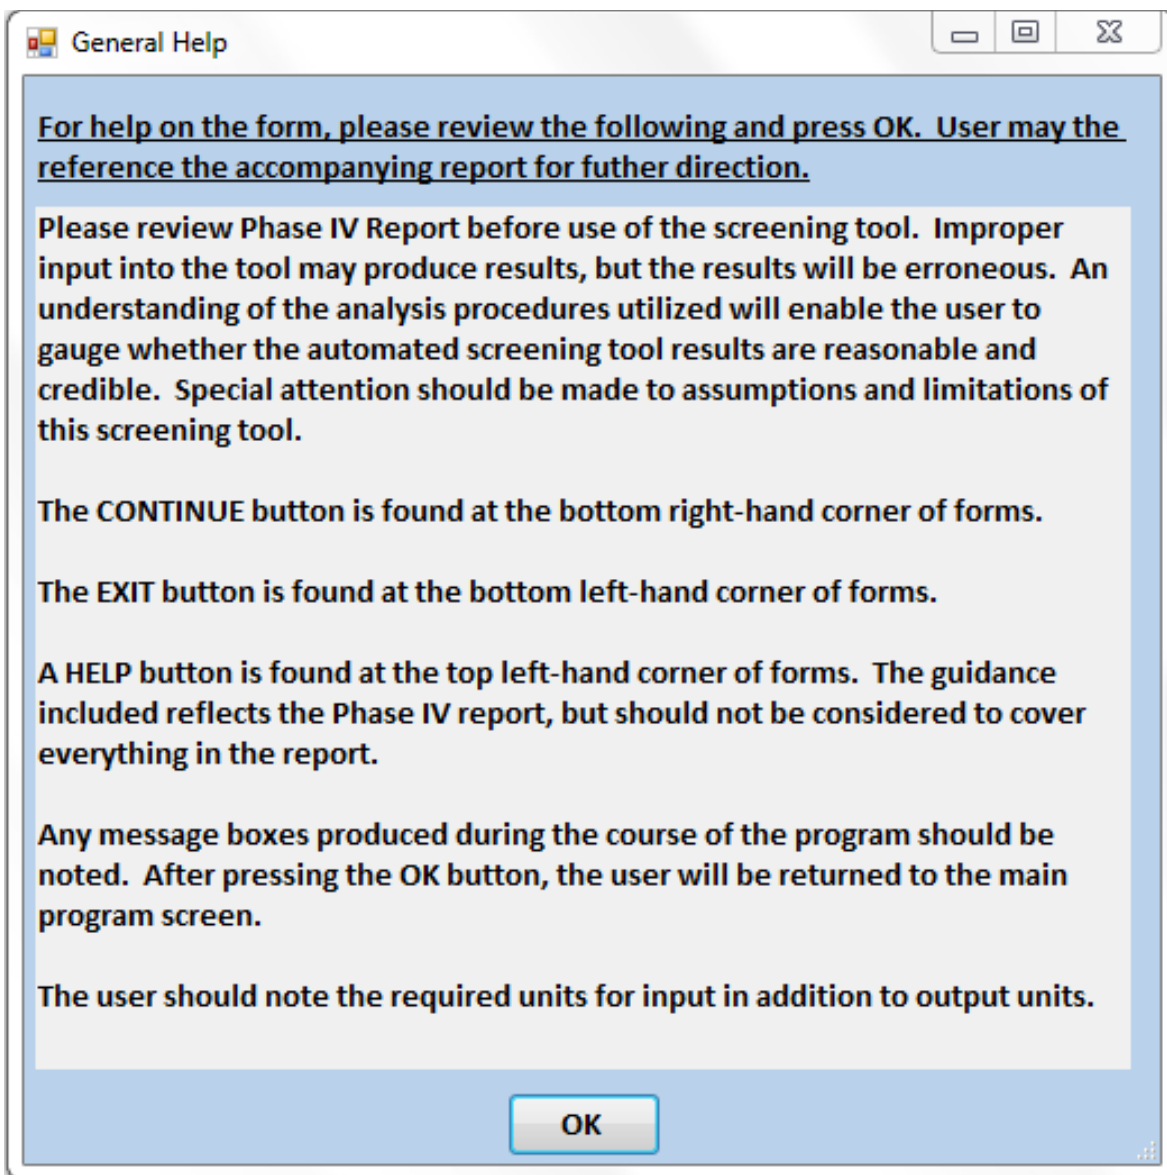 General Help
For help on the form, please review the following and press OK.  User may the
reference the accompanying report for futher direction.
Please review Phase IV Report before use of the screening tool.  Improper
input into the tool may produce results, but the results will be erroneous.  An
understanding of the analysis procedures utilized will enable the user to
gauge whether the automated screening tool results are reasonable and
credible.  Special attention should be made to assumptions and limitations of
this screening tool.
The CONTINUE button is found at the bottom right-hand corner of forms.
The EXIT button is found at the bottom left-hand corner of forms.
A HELP button is found at the top left-hand corner of forms.  The guidance
included reflects the Phase IV report, but should not be considered to cover
everything in the report.
Any message boxes produced during the course of the program should be
noted.  After pressing the OK button, the user will be returned to the main
program screen.
The user should note the required units for input in addition to output units.
OK